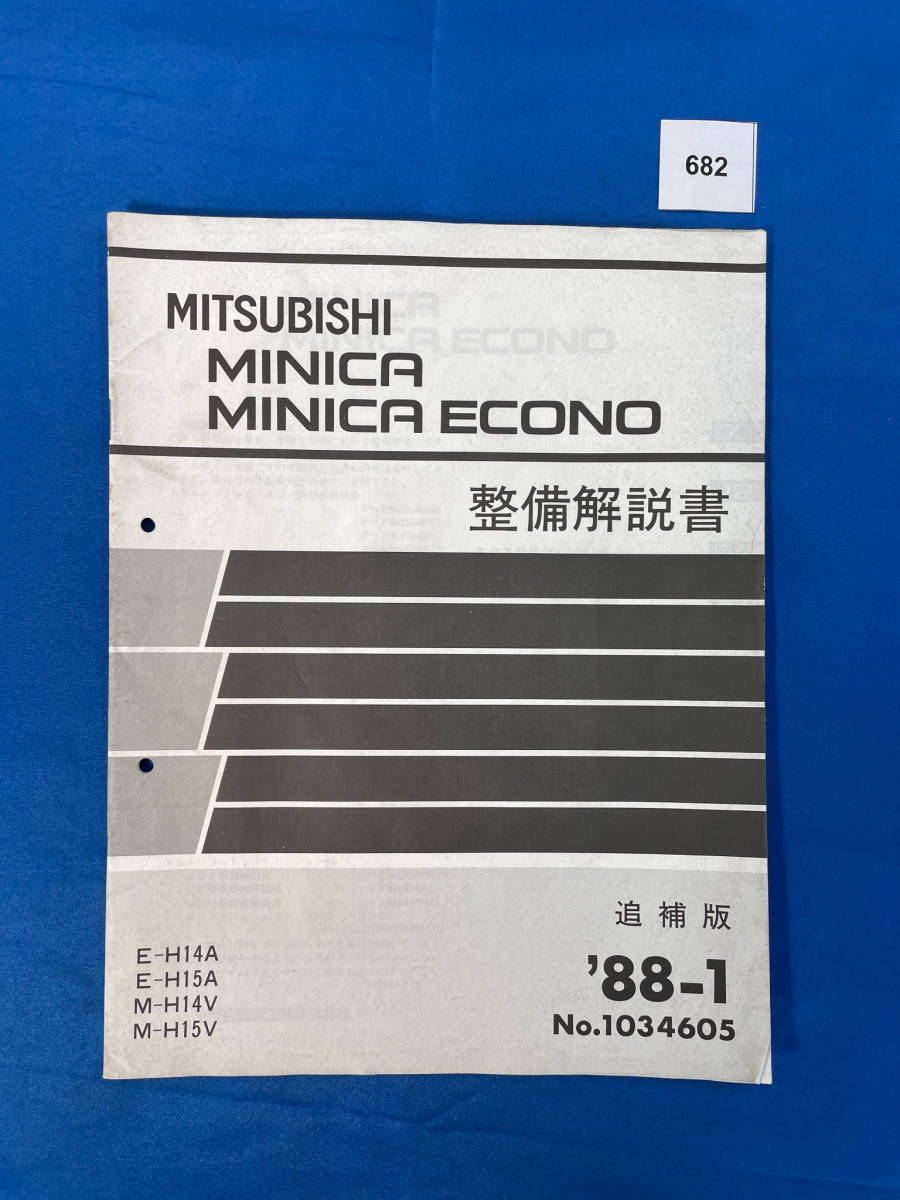 682
MITSUBISHI
MINICA
MINICA ECONO
整備解説書
追補版
'88-1
No.1034605
E-H14A
E-H15A
M-H14V
M-H15V